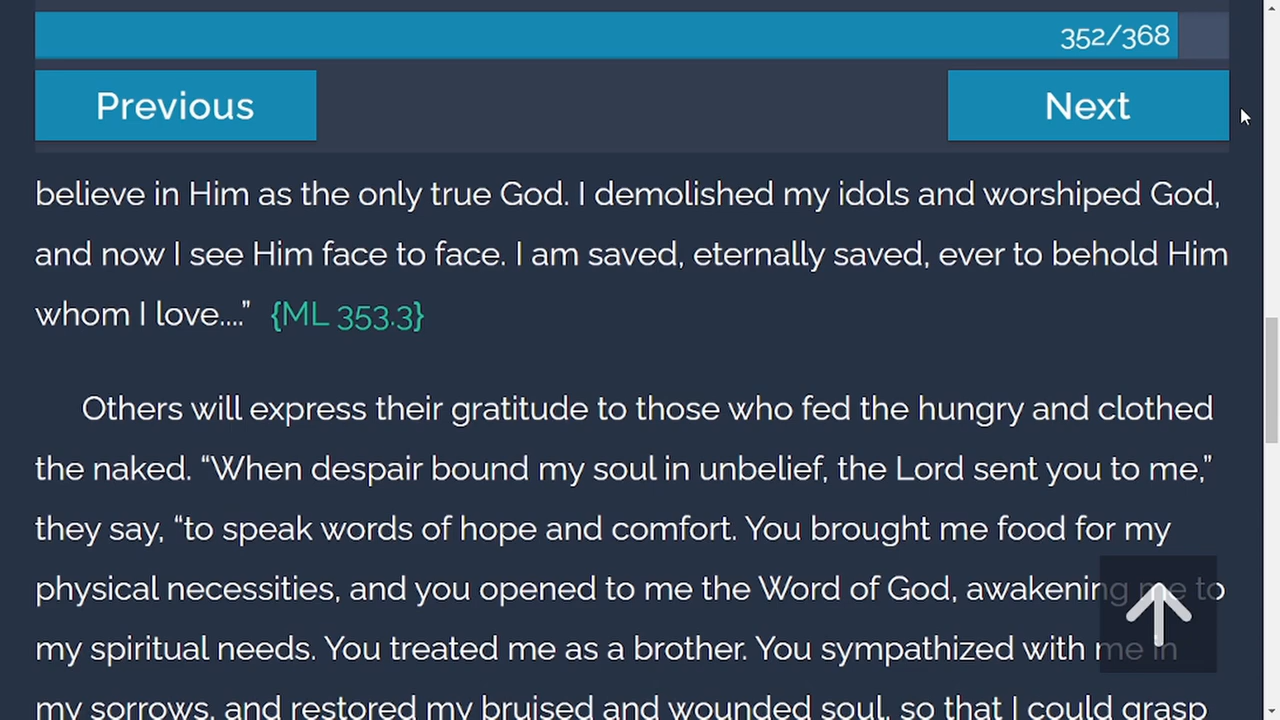 352/368
Previous
Next
believe in Him as the only true God. I demolished my idols and worshiped God,
and now I see Him face to face. I am saved, eternally saved, ever to behold Him
whom I love....” {ML 353.3}
Others will express their gratitude to those who fed the hungry and clothed
the naked. “When despair bound my soul in unbelief, the Lord sent you to me,”
they say, “to speak words of hope and comfort. You brought me food for my
physical necessities, and you opened to me the Word of God, awakening me to
my spiritual needs. You treated me as a brother. You sympathized with me in
my sorrows, and restored my bruised and wounded soul, so that I could grasp